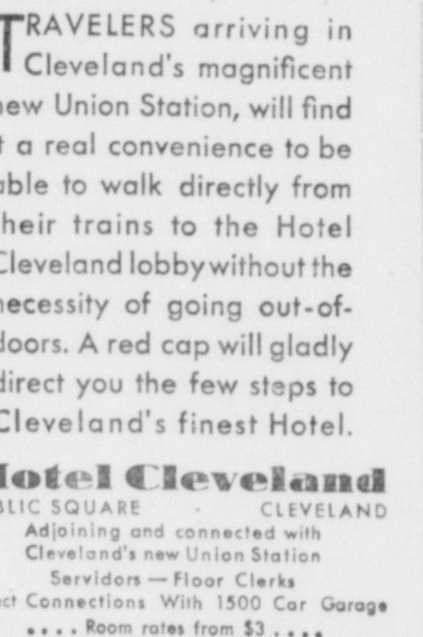 TRAVELERS arriving in
Cleveland's magnificent
new Union Station, will find
it a real convenience to be
able to walk directly from
their trains to the Hotel
Cleveland lobby without the
necessity of going out-of-
doors. A red cap will gladly
direct you the few steps to
Cleveland's finest Hotel.
Hotel Cleveland
BLIC SQUARE · CLEVELAND
Adjoining and connected with
Cleveland's new Union Station
Servidors — Floor Clerks
ct Connections With 1500 Car Garage
.... Room rates from $3 ....